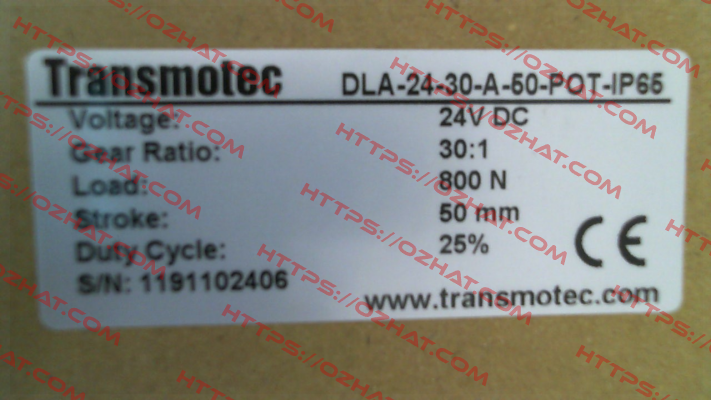 Transmotec DLA-24-30-A-50-POT-IP65
Voltage: 24V DC
Gear Ratio: 30:1
Load: 800 N
Stroke: 50 mm
Duty Cycle: 25%
S/N: 1191102406
CE
www.transmotec.com
HTTPS://OZHAT.COM